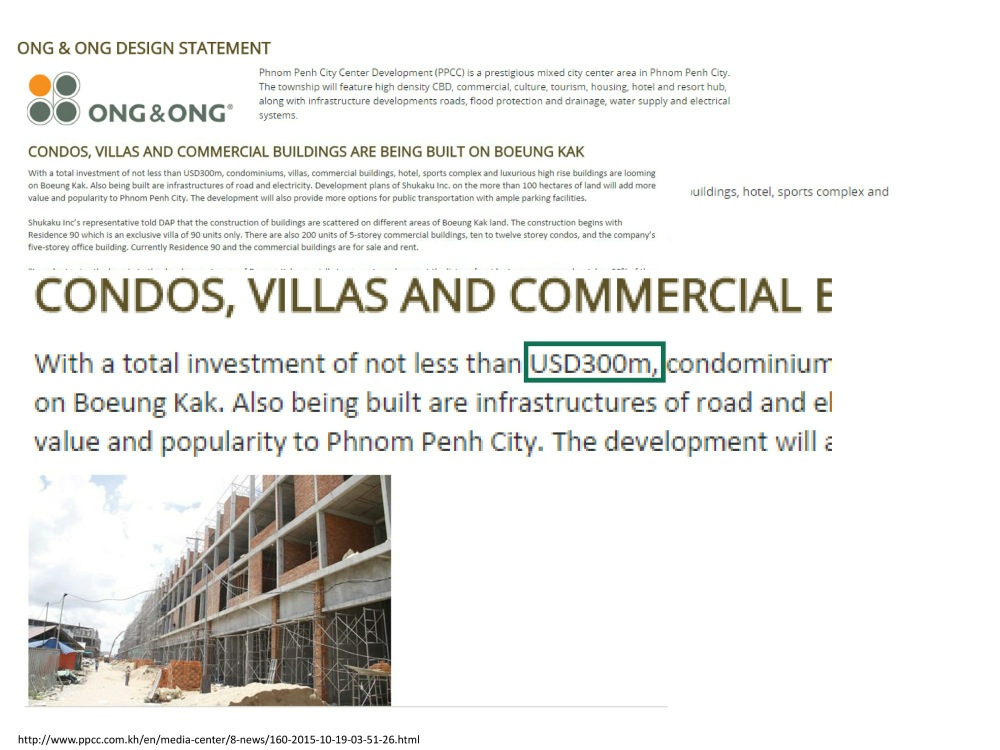 ONG & ONG DESIGN STATEMENT
ONG&ONG®
Phnom Penh City Center Development (PPCC) is a prestigious mixed city center area in Phnom Penh City.
The township will feature high density CBD, commercial, culture, tourism, housing, hotel and resort hub,
along with infrastructure developments roads, flood protection and drainage, water supply and electrical
systems.
CONDOS, VILLAS AND COMMERCIAL BUILDINGS ARE BEING BUILT ON BOEUNG KAK
With a total investment of not less than USD300m, condominiums, villas, commercial buildings, hotel, sports complex and luxurious high rise buildings are looming
on Boeung Kak. Also being built are infrastructures of road and electricity. Development plans of Shukaku Inc. on the more than 100 hectares of land will add more
value and popularity to Phnom Penh City. The development will also provide more options for public transportation with ample parking facilities.
uildings, hotel, sports complex and
Shukaku Inc's representative told DAP that the construction of buildings are scattered on different areas of Boeung Kak land. The construction begins with
Residence 90 which is an exclusive villa of 90 units only. There are also 200 units of 5-storey commercial buildings, ten to twelve storey condos, and the company's
five-storey office building. Currently Residence 90 and the commercial buildings are for sale and rent.
CONDOS, VILLAS AND COMMERCIAL
With a total investment of not less than USD300m, condominium
on Boeung Kak. Also being built are infrastructures of road and el
value and popularity to Phnom Penh City. The development will a
http://www.ppcc.com.kh/en/media-center/8-news/160-2015-10-19-03-51-26.html